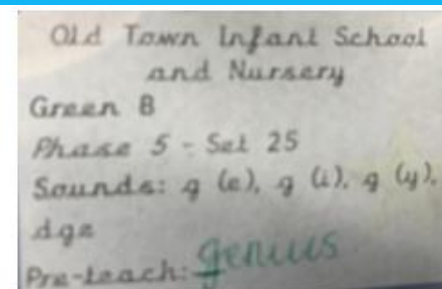 Old Town Infant School
and Nursery
Green B
Phase 5 - Set 25
Sounds: g (e), g (i), g (y),
dge
Pre-teach: genius